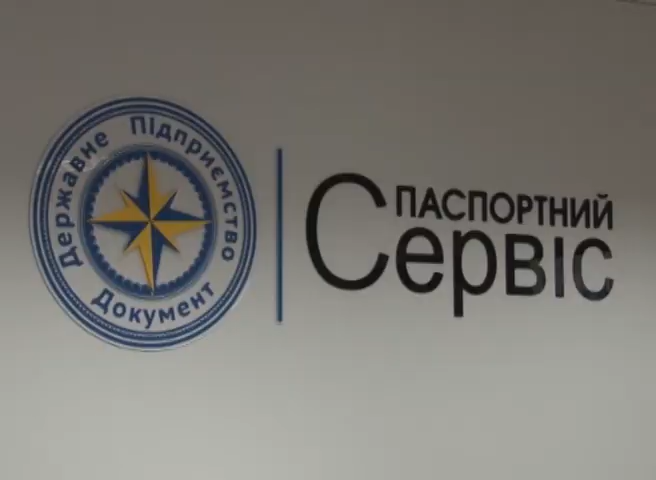 Державне Підприємство
Документ
ПАСПОРТНИЙ
Сервіс